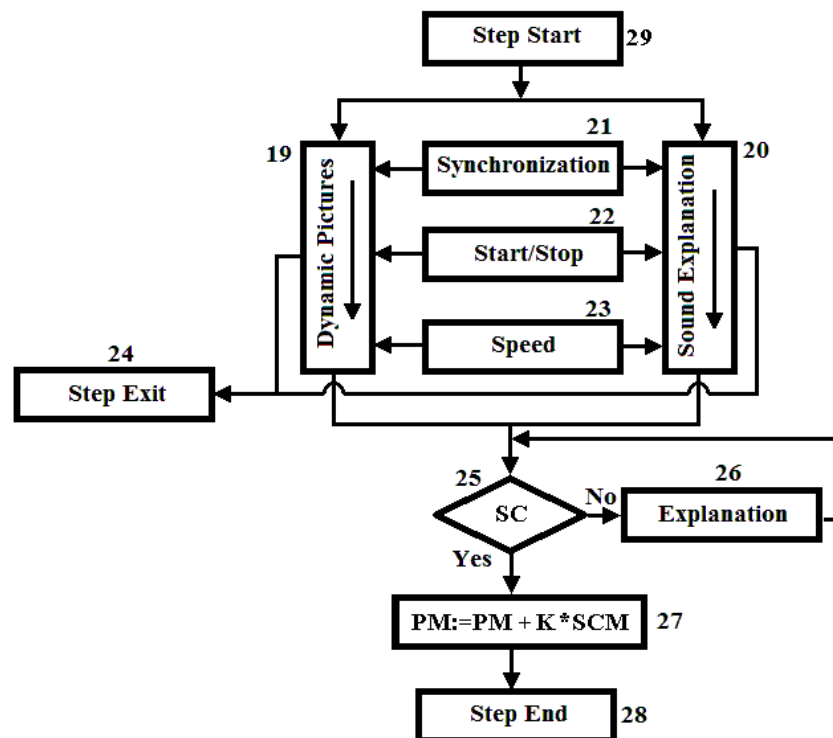 Step Start 29
21
19
20
Synchronization
Dynamic Pictures
Sound Explanation
22
Start/Stop
23
Speed
24
Step Exit
25
SC
No
26
Explanation
Yes
PM:=PM + K*SCM 27
Step End 28